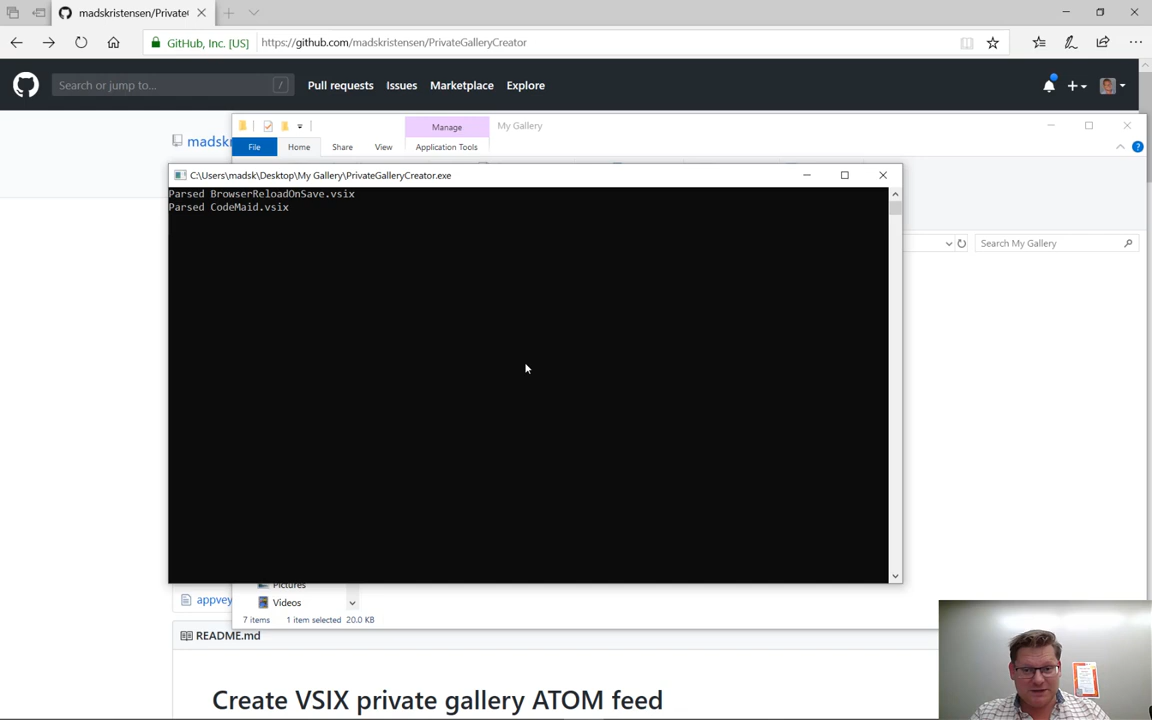 madskristensen/PrivateG
GitHub, Inc. [US]
https://github.com/madskristensen/PrivateGalleryCreator
Search or jump to...
/
Pull requests
Issues
Marketplace
Explore
madskr
Manage
My Gallery
File
Home
Share
View
Application Tools
C:\Users\madsk\Desktop\My Gallery\PrivateGalleryCreator.exe
Parsed BrowserReloadOnSave.vsix
Parsed CodeMaid.vsix
Search My Gallery
Pictures
Videos
appvey
7 items
1 item selected 20.0 KB
README.md
Create VSIX private gallery ATOM feed